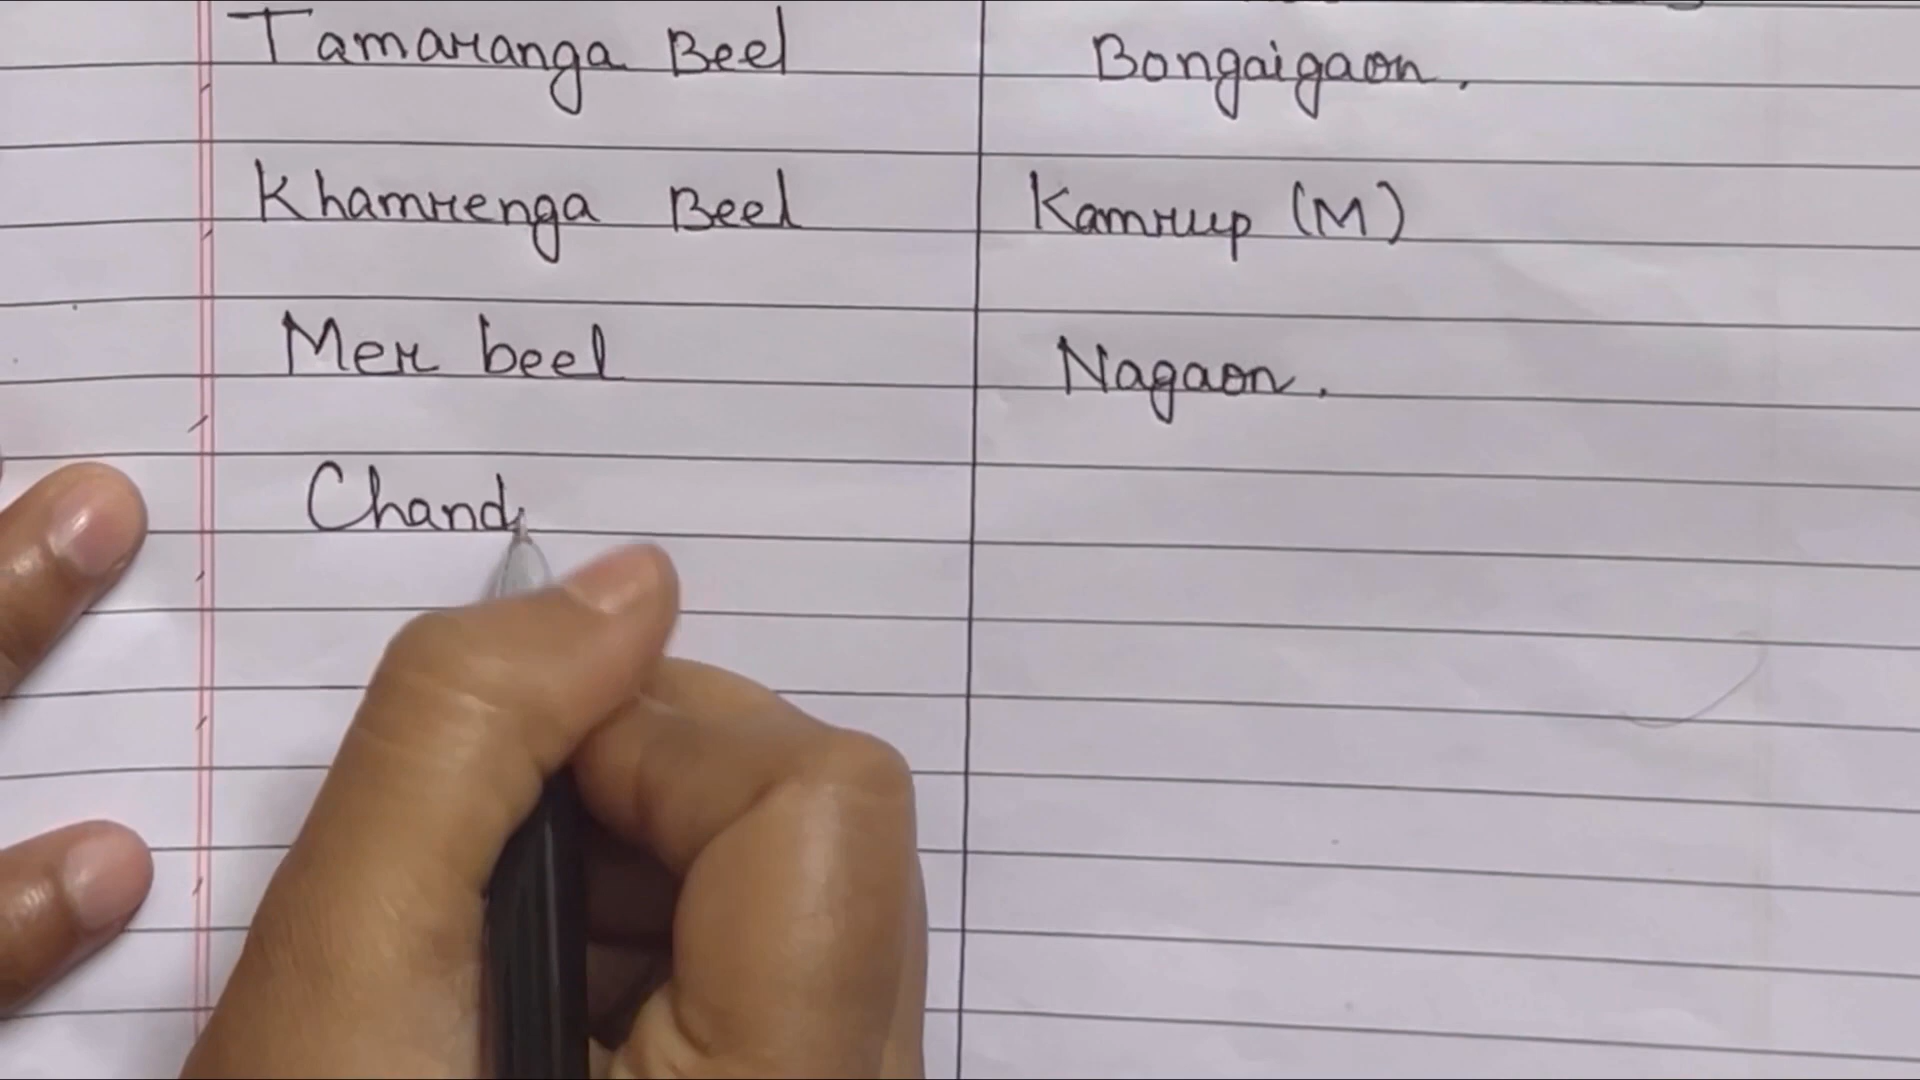 Tamaranga Beel Bongaigaon.
Khamrenga Beel Kamrup (M)
Mer beel Nagaon.
Chand